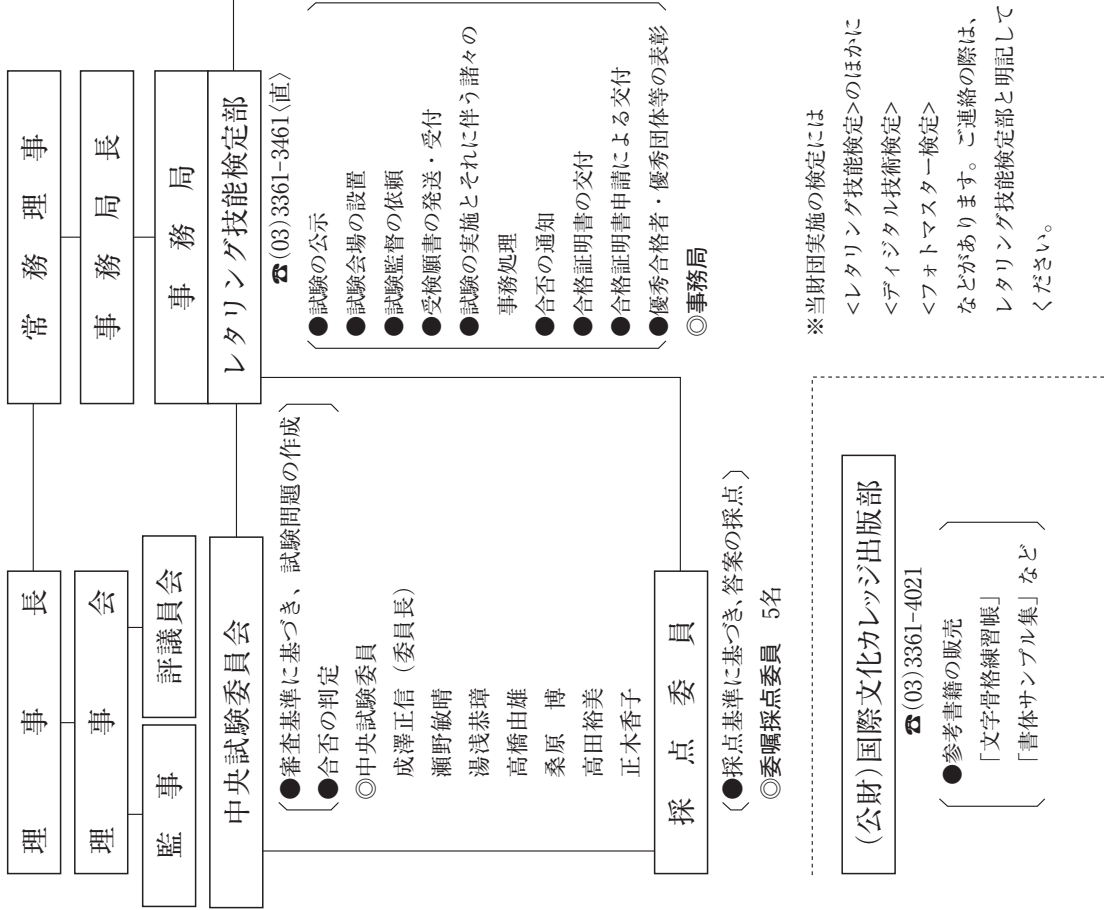 理事長
理事会
監事
評議員会
常務理事
事務局長
事務局
レタリング技能検定部
☎(03)3361-3461〈直〉
●試験の公示
●試験会場の設置
●試験監督の依頼
●受検願書の発送・受付
●試験の実施とそれに伴う諸々の
事務処理
●合否の通知
●合格証明書の交付
●合格証明書申請による交付
●優秀合格者・優秀団体等の表彰
◎事務局
中央試験委員会
●審査基準に基づき、試験問題の作成
●合否の判定
◎中央試験委員
成澤正信（委員長）
瀬野敏晴
湯浅恭璋
高橋由雄
桑原 博
高田裕美
正木香子
採点委員
●採点基準に基づき、答案の採点
◎委嘱採点委員 5名
(公財)国際文化カレッジ出版部
☎(03)3361-4021
●参考書籍の販売
「文字骨格練習帳」
「書体サンプル集」など
※当財団実施の検定には
<レタリング技能検定>のほかに
<ディジタル技術検定>
<フォトマスター検定>
などがあります。ご連絡の際は、
レタリング技能検定部と明記して
ください。